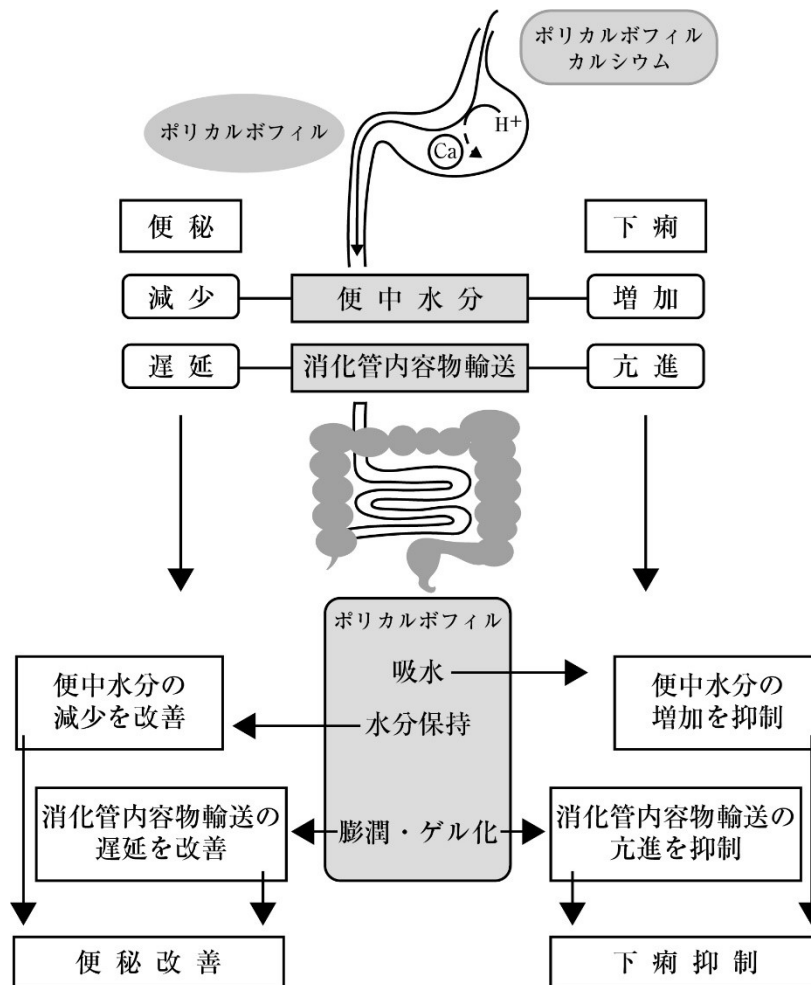 ポリカルボフィル
カルシウム
ポリカルボフィル
H+
Ca
便秘
下痢
減少
便中水分
増加
遅延
消化管内容物輸送
亢進
ポリカルボフィル
吸水
水分保持
膨潤・ゲル化
便中水分の
減少を改善
便中水分の
増加を抑制
消化管内容物輸送の
遅延を改善
消化管内容物輸送の
亢進を抑制
便秘改善
下痢抑制